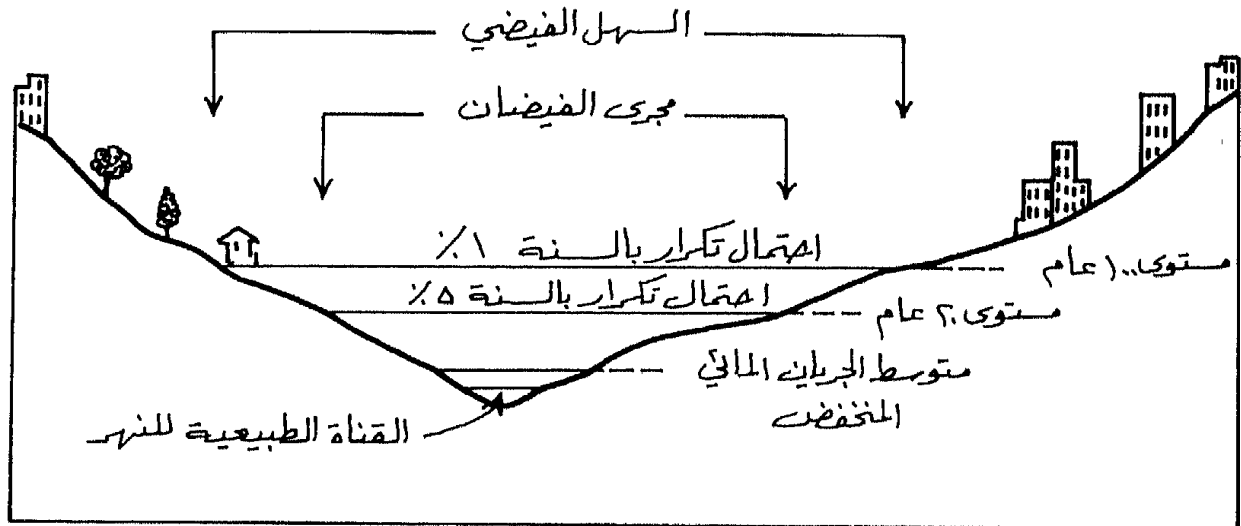 السهل الفيضي
مجرى الفيضان
احتمال تكرار بالسنة ١٪
مستوى ١٠٠ عام
احتمال تكرار بالسنة ٥٪
مستوى ٢٠ عام
متوسط الجريان المائي
المنخفض
القناة الطبيعية للنهر